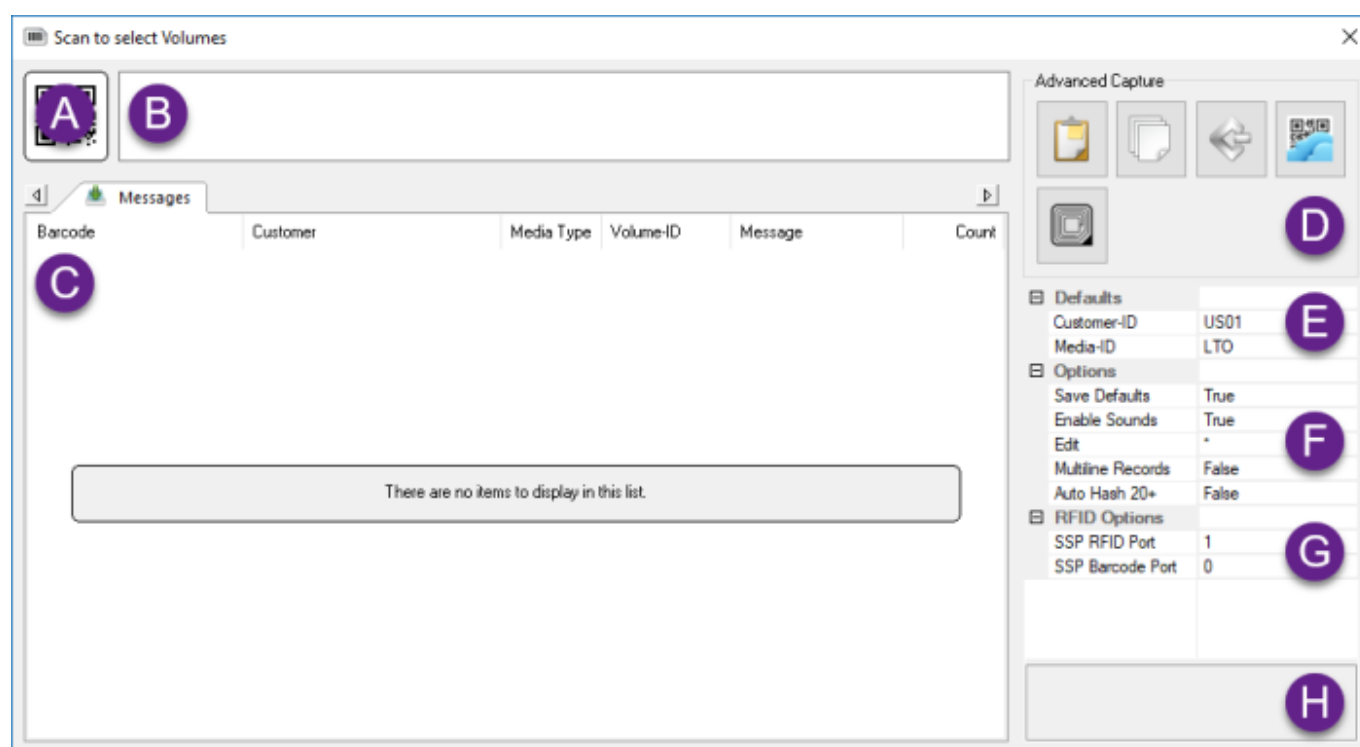 Scan to select Volumes
A
B
Advanced Capture
D
Messages
Barcode Customer Media Type Volume-ID Message Count
C
There are no items to display in this list.
Defaults
E
Customer-ID US01
Media-ID LTO
Options
Save Defaults True
Enable Sounds True
F
Edit *
Multiline Records False
Auto Hash 20+ False
RFID Options
SSP RFID Port 1
G
SSP Barcode Port 0
H